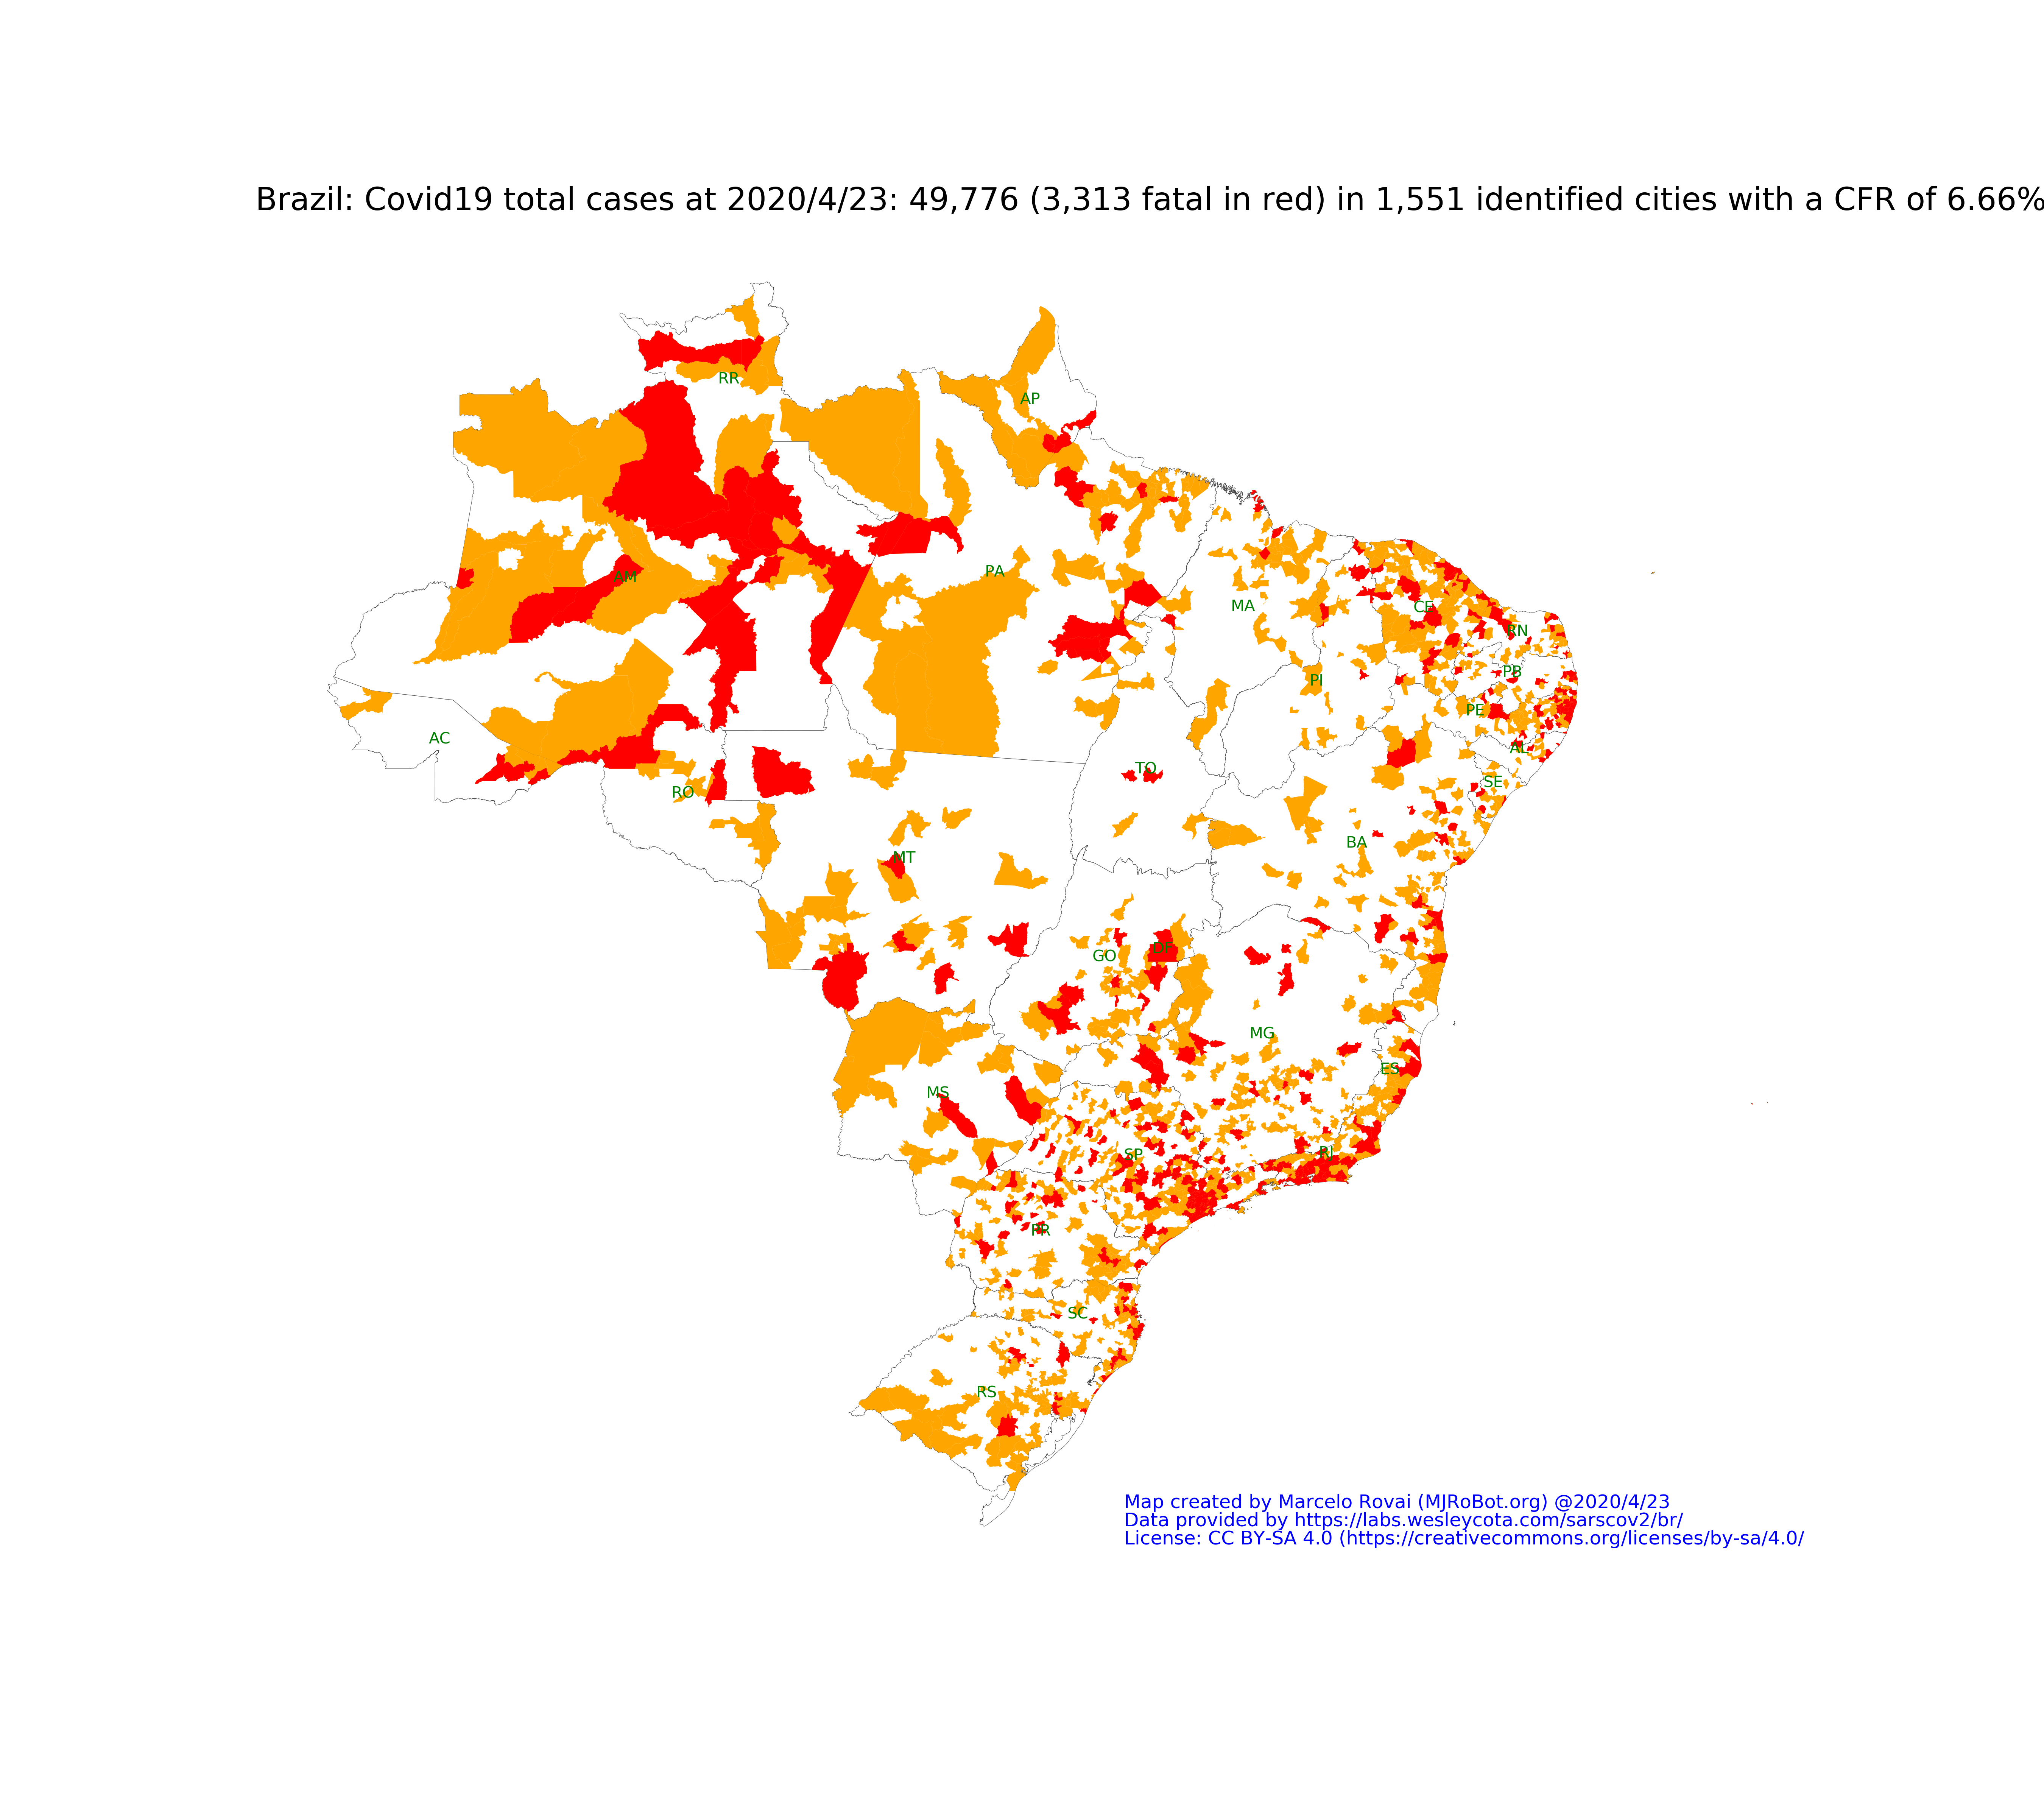 Brazil: Covid19 total cases at 2020/4/23: 49,776 (3,313 fatal in red) in 1,551 identified cities with a CFR of 6.66%
RR
AP
AM
PA
MA
CE
RN
PB
PI
PE
AC
AL
TO
SE
RO
BA
MT
DF
GO
MG
ES
MS
RJ
SP
PR
SC
RS
Map created by Marcelo Rovai (MJRoBot.org) @2020/4/23
Data provided by https://labs.wesleycota.com/sarscov2/br/
License: CC BY-SA 4.0 (https://creativecommons.org/licenses/by-sa/4.0/